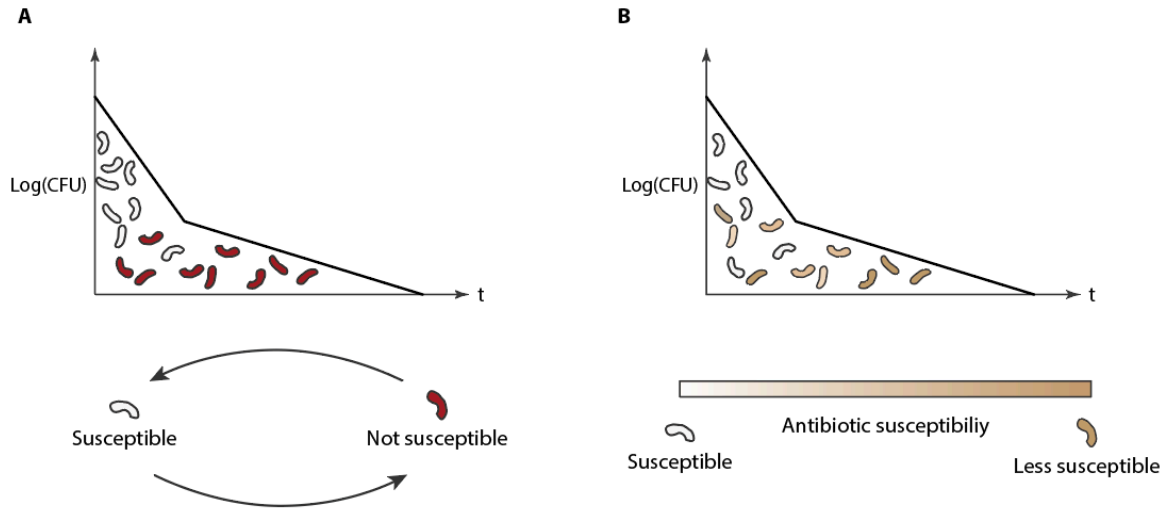 A
Log(CFU)
t
Susceptible
Not susceptible
B
Log(CFU)
t
Antibiotic susceptibiliy
Susceptible
Less susceptible